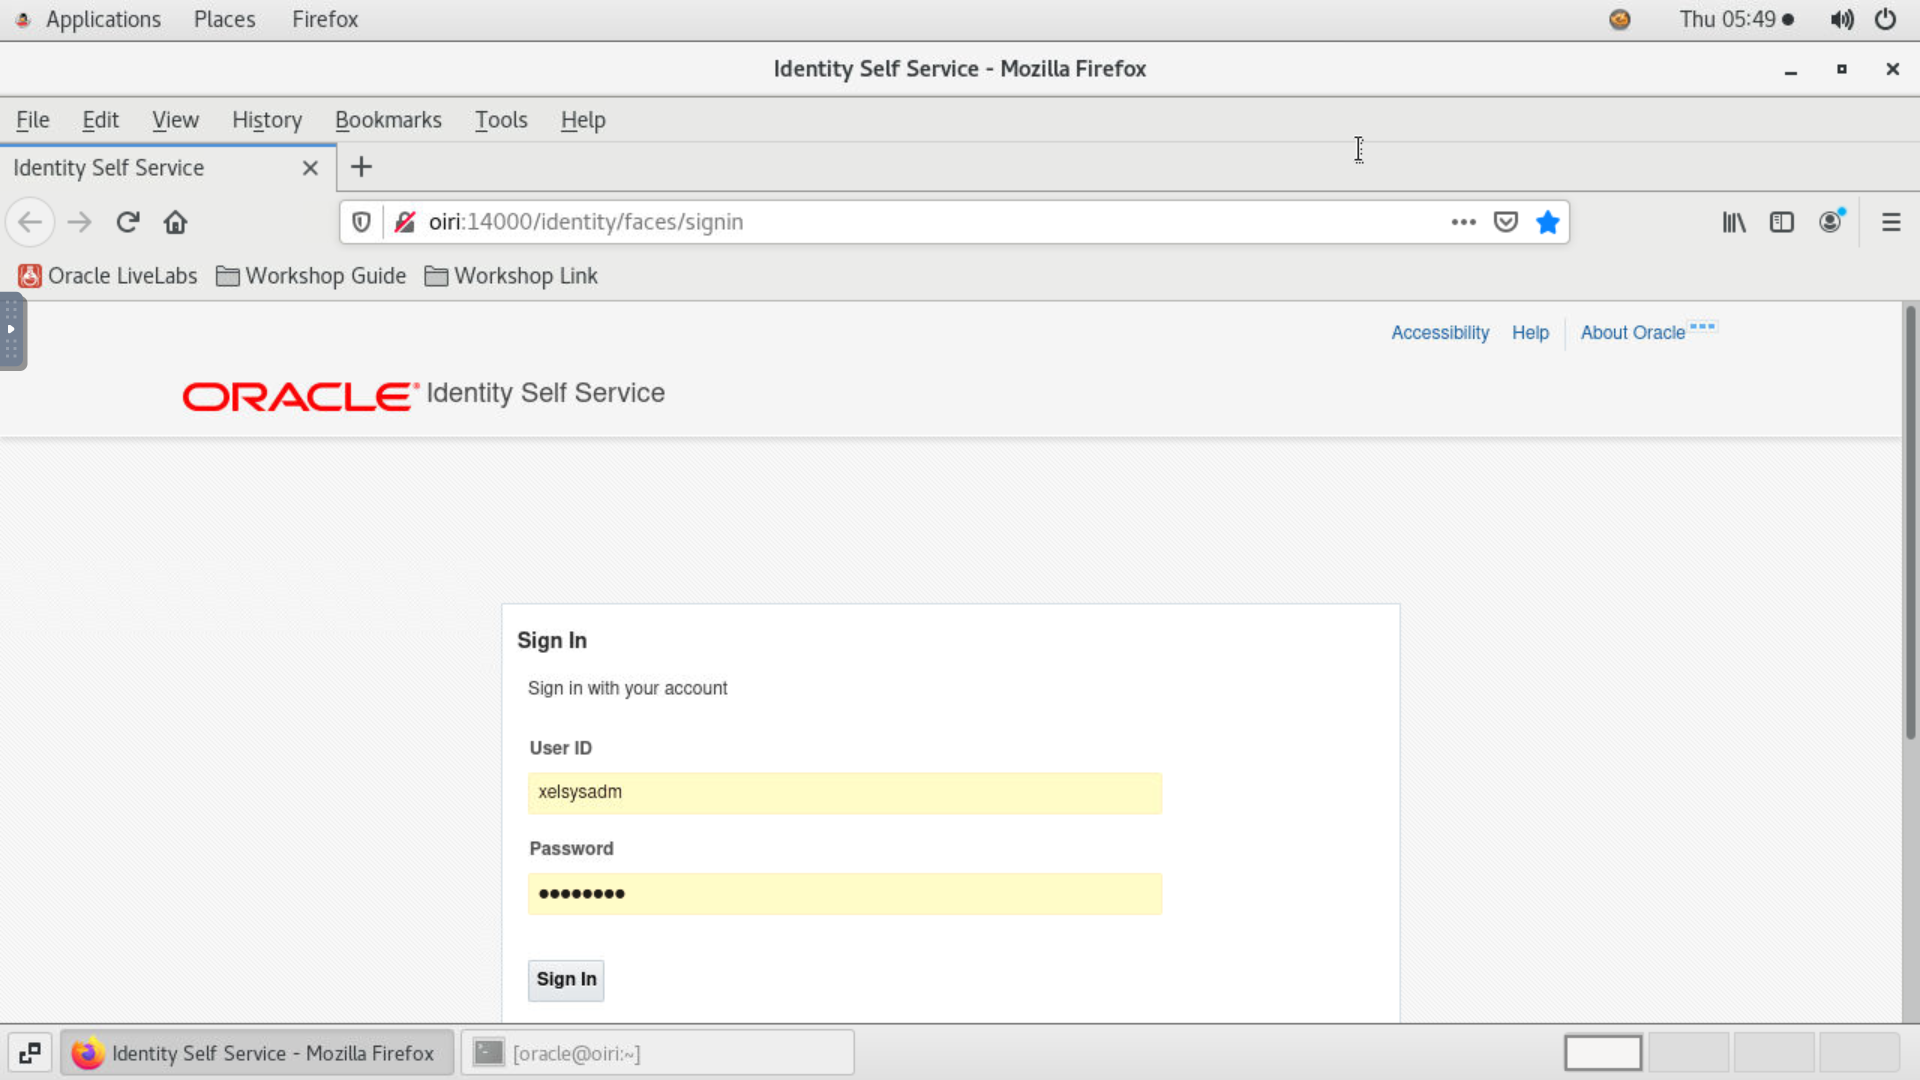 Applications Places Firefox Thu 05:49
Identity Self Service - Mozilla Firefox
File Edit View History Bookmarks Tools Help
Identity Self Service
oiri:14000/identity/faces/signin
Oracle LiveLabs Workshop Guide Workshop Link
Accessibility Help About Oracle
ORACLE Identity Self Service
Sign In
Sign in with your account
User ID
xelsysadm
Password
Sign In
Identity Self Service - Mozilla Firefox [oracle@oiri:~]